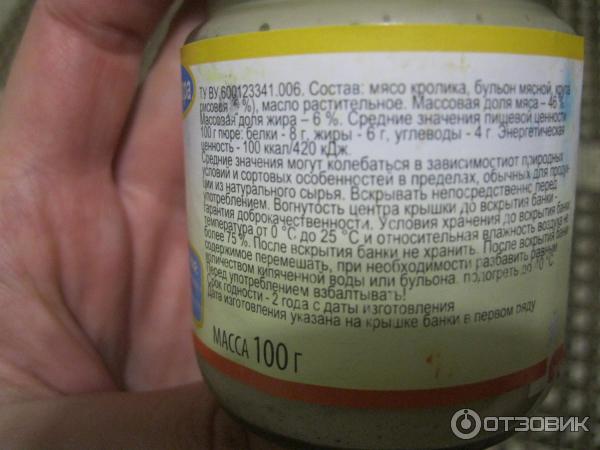 ТУ BY 600123341.006. Состав: мясо кролика, бульон мясной, крупа
рисовая %), масло растительное. Массовая доля мяса – 46 %.
Массовая доля жира – 6 %. Средние значения пищевой ценности
100 г пюре: белки - 8 г, жиры - 6 г, углеводы - 4 г. Энергетическая
ценность - 100 ккал/420 кДж.
Средние значения могут колебаться в зависимостиот природных
условий и сортовых особенностей в пределах, обычных для продук-
ции из натурального сырья. Вскрывать непосредственно перед
употреблением. Вогнутость центра крышки до вскрытия банки -
гарантия доброкачественности. Условия хранения до вскрытия банки:
температура от 0 °С до 25 °С и относительная влажность воздуха не
более 75 %. После вскрытия банки не хранить. После вскрытия банки
содержимое перемешать, при необходимости разбавить равным
количеством кипяченной воды или бульона, подогреть до °С
Перед употреблением взбалтывать!
Срок годности - 2 года с даты изготовления
Дата изготовления указана на крышке банки в первом ряду
МАССА 100 г
ОТЗОВИК